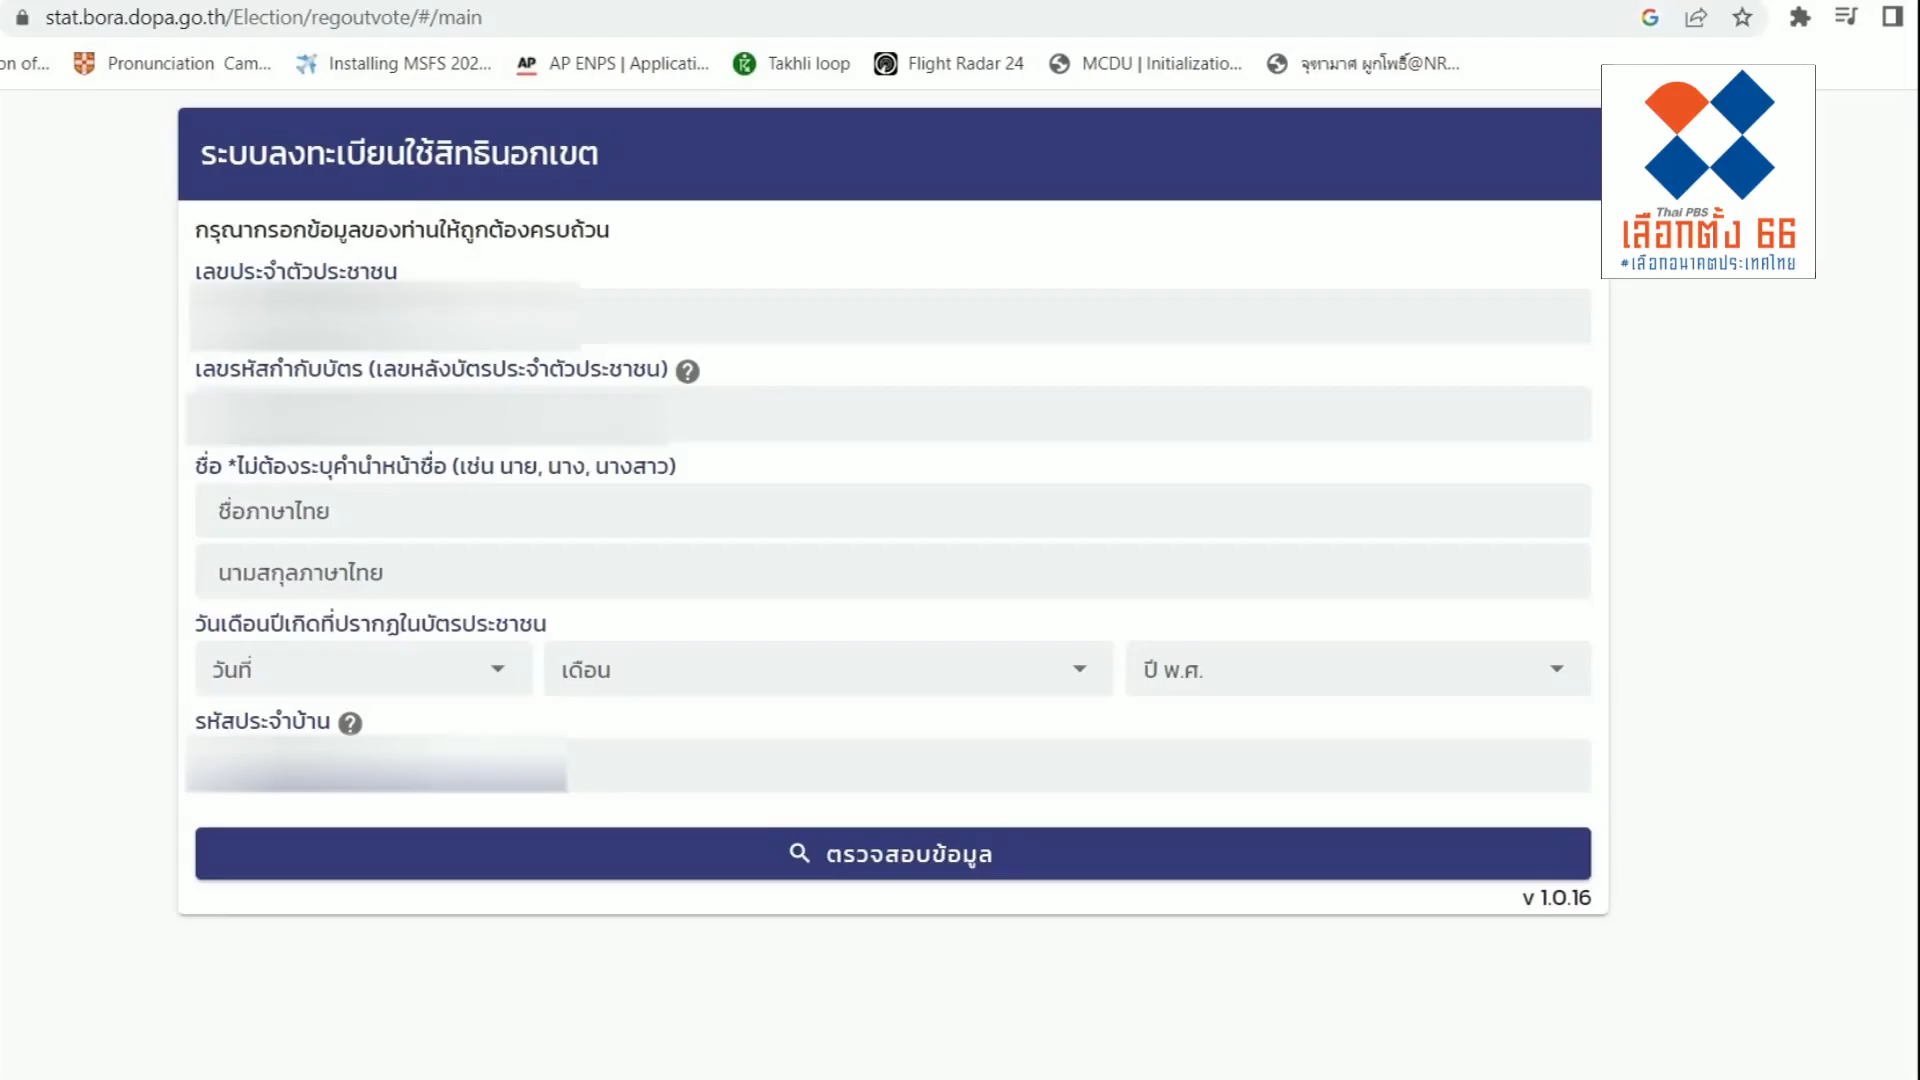 stat.bora.dopa.go.th/Election/regoutvote/#/main
on of... Pronunciation Cam... Installing MSFS 202... AP AP ENPS | Applicati... Takhli loop Flight Radar 24 MCDU | Initializatio... จุฑามาศ ผูกโพธิ์@NR...
ระบบลงทะเบียนใช้สิทธินอกเขต
Thai PBS
เลือกตั้ง 66
#เลือกอนาคตประเทศไทย
กรุณากรอกข้อมูลของท่านให้ถูกต้องครบถ้วน
เลขประจำตัวประชาชน
เลขรหัสกำกับบัตร (เลขหลังบัตรประจำตัวประชาชน) ?
ชื่อ *ไม่ต้องระบุคำนำหน้าชื่อ (เช่น นาย, นาง, นางสาว)
ชื่อภาษาไทย
นามสกุลภาษาไทย
วันเดือนปีเกิดที่ปรากฏในบัตรประชาชน
วันที่ เดือน ปี พ.ศ.
รหัสประจำบ้าน ?
ตรวจสอบข้อมูล
v 1.0.16